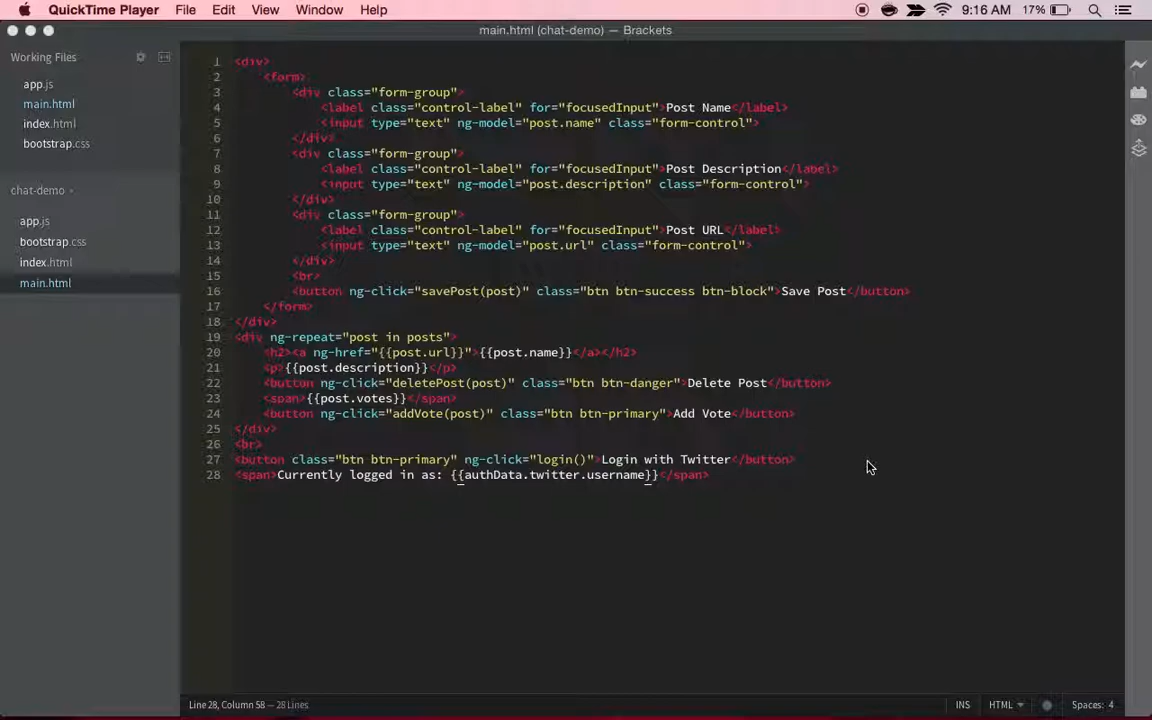 QuickTime Player File Edit View Window Help 9:16 AM 17%
main.html (chat-demo) — Brackets
Working Files
app.js
main.html
index.html
bootstrap.css
chat-demo
app.js
bootstrap.css
index.html
main.html
1 <div>
2 <form>
3 <div class="form-group">
4 <label class="control-label" for="focusedInput">Post Name</label>
5 <input type="text" ng-model="post.name" class="form-control">
6 </div>
7 <div class="form-group">
8 <label class="control-label" for="focusedInput">Post Description</label>
9 <input type="text" ng-model="post.description" class="form-control">
10 </div>
11 <div class="form-group">
12 <label class="control-label" for="focusedInput">Post URL</label>
13 <input type="text" ng-model="post.url" class="form-control">
14 </div>
15 <br>
16 <button ng-click="savePost(post)" class="btn btn-success btn-block">Save Post</button>
17 </form>
18 </div>
19 <div ng-repeat="post in posts">
20 <h2><a ng-href="{{post.url}}">{{post.name}}</a></h2>
21 <p>{{post.description}}</p>
22 <button ng-click="deletePost(post)" class="btn btn-danger">Delete Post</button>
23 <span>{{post.votes}}</span>
24 <button ng-click="addVote(post)" class="btn btn-primary">Add Vote</button>
25 </div>
26 <br>
27 <button class="btn btn-primary" ng-click="login()">Login with Twitter</button>
28 <span>Currently logged in as: {{authData.twitter.username}}</span>
Line 28, Column 58 — 28 Lines INS HTML Spaces: 4